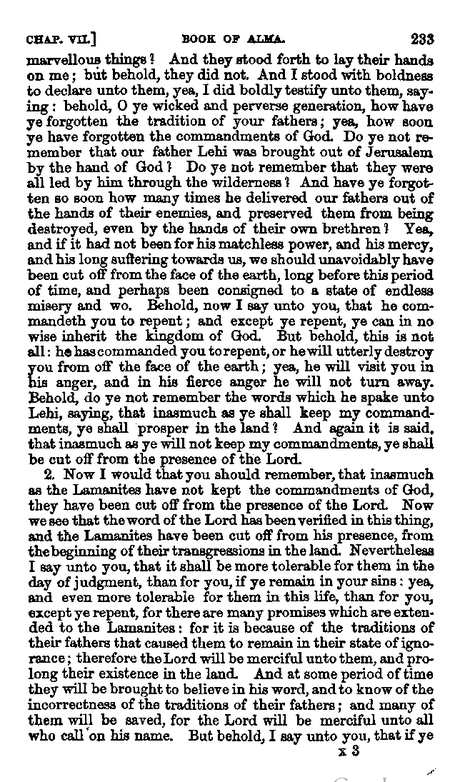 CHAP. VII.] BOOK OF ALMA. 233
marvellous things? And they stood forth to lay their hands
on me; but behold, they did not. And I stood with boldness
to declare unto them, yea, I did boldly testify unto them, say-
ing: behold, O ye wicked and perverse generation, how have
ye forgotten the tradition of your fathers; yea, how soon
ye have forgotten the commandments of God. Do ye not re-
member that our father Lehi was brought out of Jerusalem
by the hand of God? Do ye not remember that they were
all led by him through the wilderness? And have ye forgot-
ten so soon how many times he delivered our fathers out of
the hands of their enemies, and preserved them from being
destroyed, even by the hands of their own brethren? Yea,
and if it had not been for his matchless power, and his mercy,
and his long suffering towards us, we should unavoidably have
been cut off from the face of the earth, long before this period
of time, and perhaps been consigned to a state of endless
misery and wo. Behold, now I say unto you, that he com-
mandeth you to repent; and except ye repent, ye can in no
wise inherit the kingdom of God. But behold, this is not
all: he has commanded you to repent, or he will utterly destroy
you from off the face of the earth; yea, he will visit you in
his anger, and in his fierce anger he will not turn away.
Behold, do ye not remember the words which he spake unto
Lehi, saying, that inasmuch as ye shall keep my command-
ments, ye shall prosper in the land? And again it is said,
that inasmuch as ye will not keep my commandments, ye shall
be cut off from the presence of the Lord.
2. Now I would that you should remember, that inasmuch
as the Lamanites have not kept the commandments of God,
they have been cut off from the presence of the Lord. Now
we see that the word of the Lord has been verified in this thing,
and the Lamanites have been cut off from his presence, from
the beginning of their transgressions in the land. Nevertheless
I say unto you, that it shall be more tolerable for them in the
day of judgment, than for you, if ye remain in your sins: yea,
and even more tolerable for them in this life, than for you,
except ye repent, for there are many promises which are exten-
ded to the Lamanites: for it is because of the traditions of
their fathers that caused them to remain in their state of igno-
rance; therefore the Lord will be merciful unto them, and pro-
long their existence in the land. And at some period of time
they will be brought to believe in his word, and to know of the
incorrectness of the traditions of their fathers; and many of
them will be saved, for the Lord will be merciful unto all
who call on his name. But behold, I say unto you, that if ye
x 3